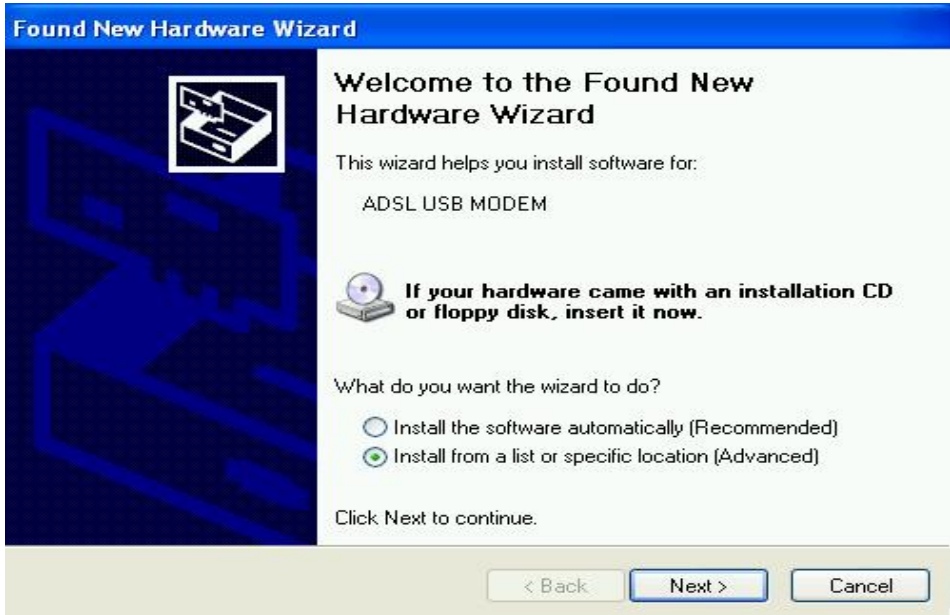 Found New Hardware Wizard
Welcome to the Found New
Hardware Wizard
This wizard helps you install software for:
ADSL USB MODEM
If your hardware came with an installation CD
or floppy disk, insert it now.
What do you want the wizard to do?
Install the software automatically (Recommended)
Install from a list or specific location (Advanced)
Click Next to continue.
< Back Next > Cancel